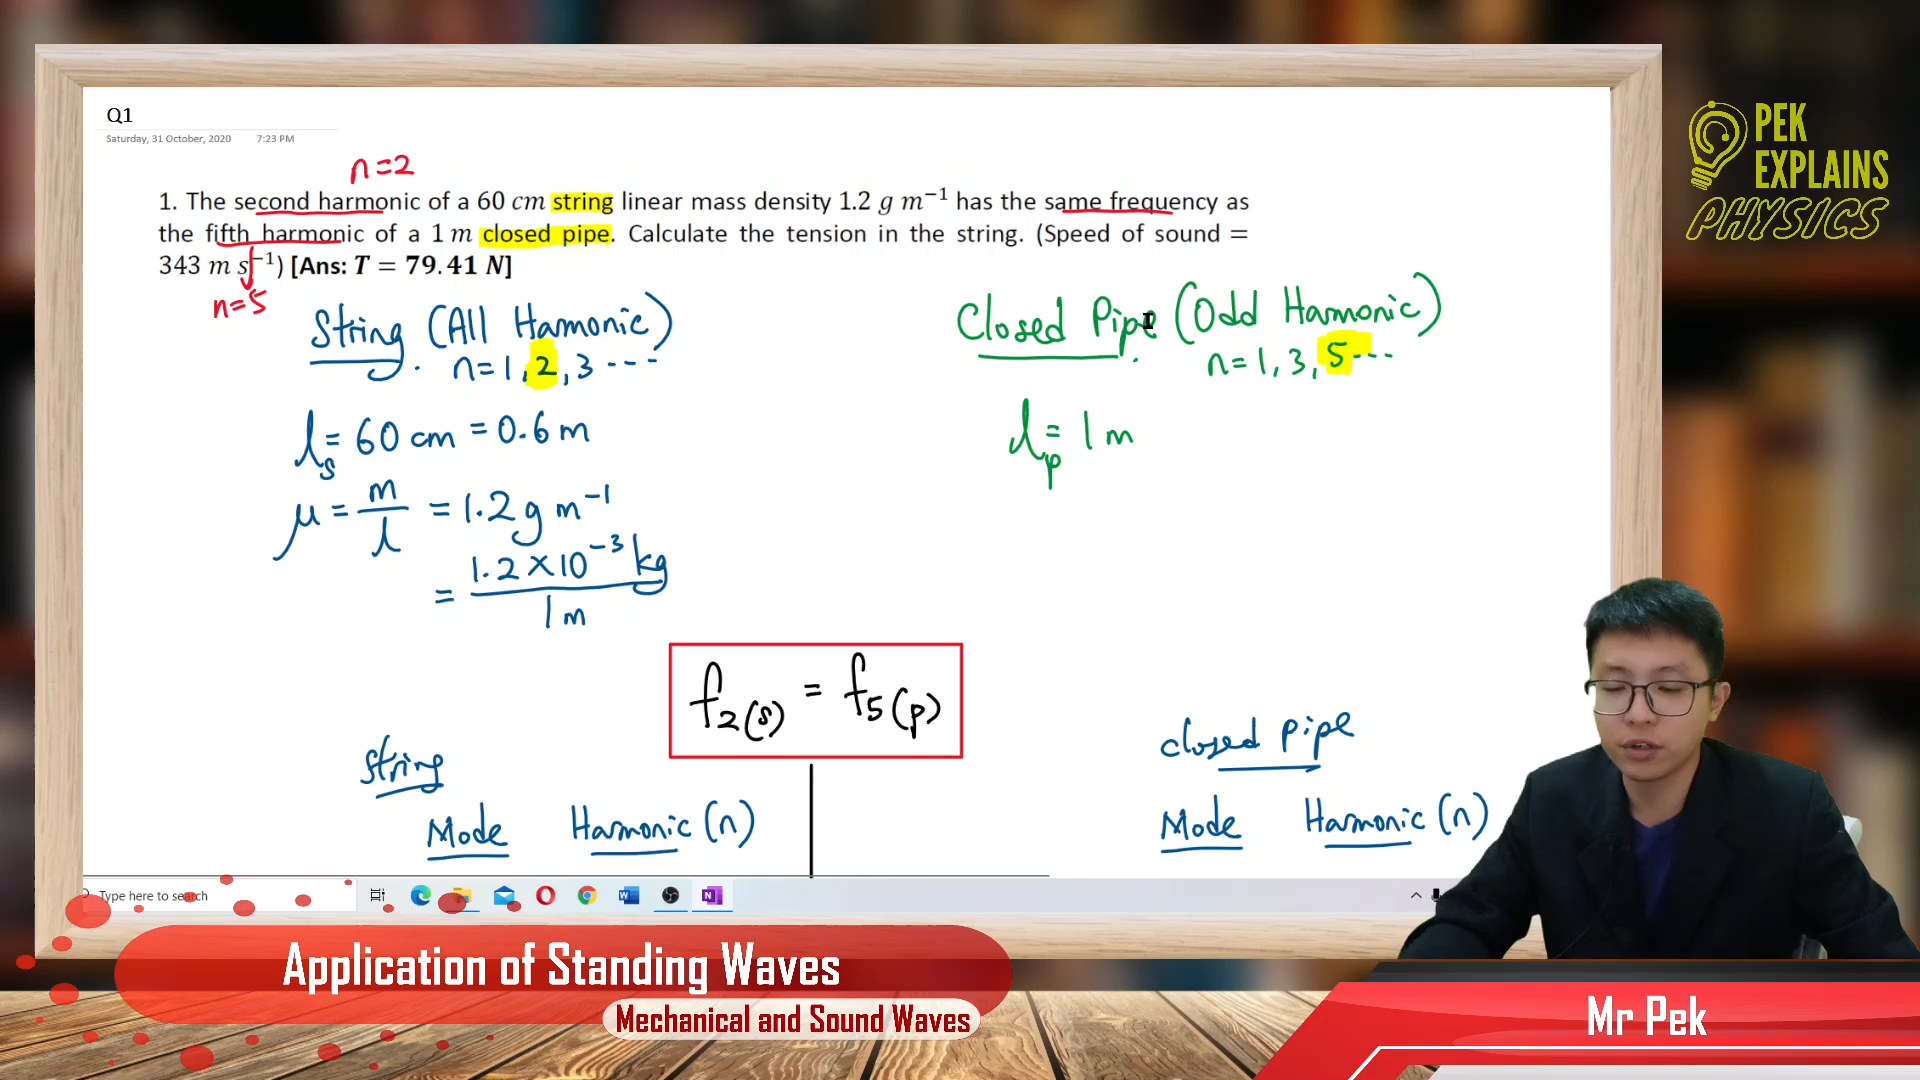 Q1
Saturday, 31 October, 2020 7:23 PM
n=2
1. The second harmonic of a 60 cm string linear mass density 1.2 g m⁻¹ has the same frequency as
the fifth harmonic of a 1 m closed pipe. Calculate the tension in the string. (Speed of sound =
343 m s⁻¹) [Ans: T = 79.41 N]
n=5
String (All Harmonic)
n=1, 2, 3 ---
l_s = 60 cm = 0.6 m
μ = m/l = 1.2 g m⁻¹
= 1.2 × 10⁻³ kg / 1 m
Closed Pipe (Odd Harmonic)
n=1, 3, 5 ---
l_p = 1 m
f₂(s) = f₅(p)
string
Mode Harmonic (n)
closed pipe
Mode Harmonic (n)
Type here to search
PEK
EXPLAINS
PHYSICS
Application of Standing Waves
Mechanical and Sound Waves
Mr Pek